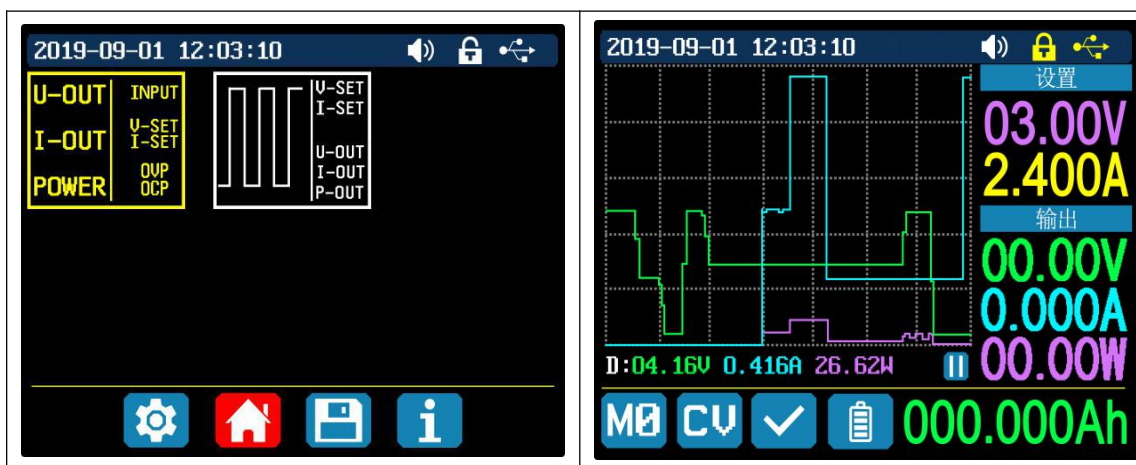 2019-09-01 12:03:10
U-OUT INPUT
I-OUT V-SET
I-SET
POWER OVP
OCP
V-SET
I-SET
U-OUT
I-OUT
P-OUT
i
2019-09-01 12:03:10
设置
03.00V
2.400A
输出
00.00V
0.000A
00.00W
D:04.16V 0.416A 26.62W
M0 CV 000.000Ah